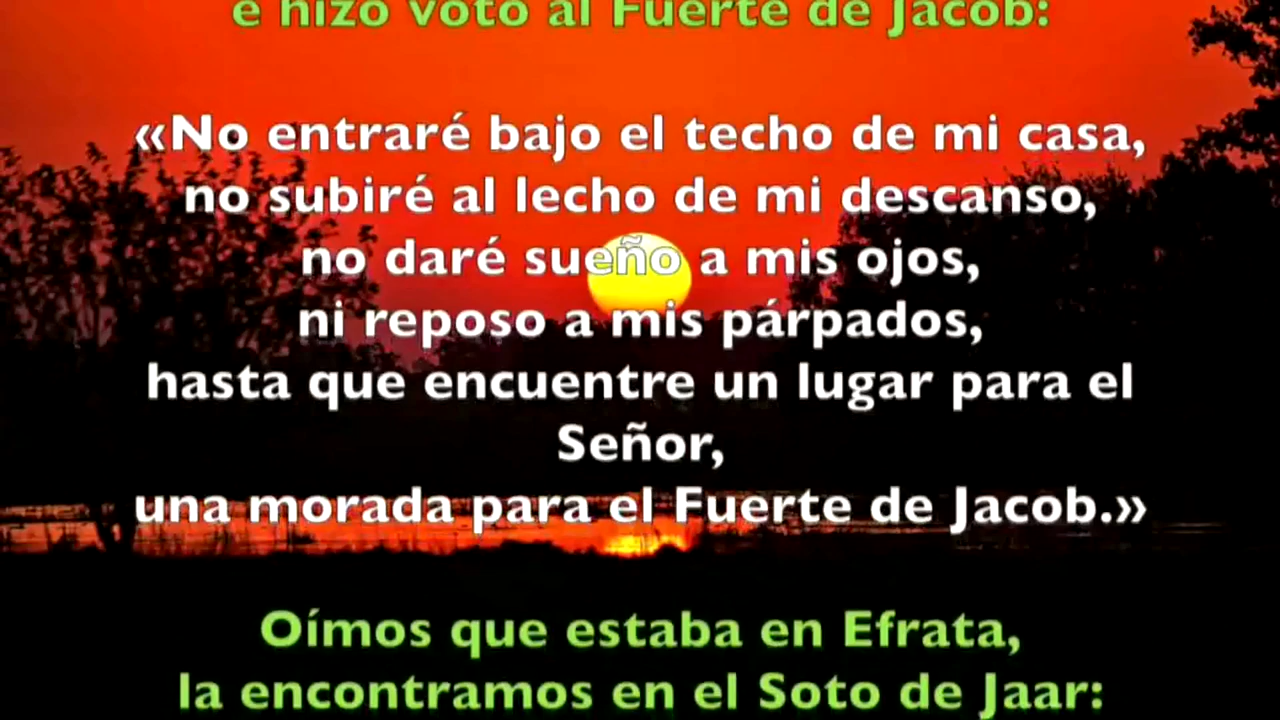 e hizo voto al Fuerte de Jacob:
«No entraré bajo el techo de mi casa,
no subiré al lecho de mi descanso,
no daré sueño a mis ojos,
ni reposo a mis párpados,
hasta que encuentre un lugar para el
Señor,
una morada para el Fuerte de Jacob.»
Oímos que estaba en Efrata,
la encontramos en el Soto de Jaar: